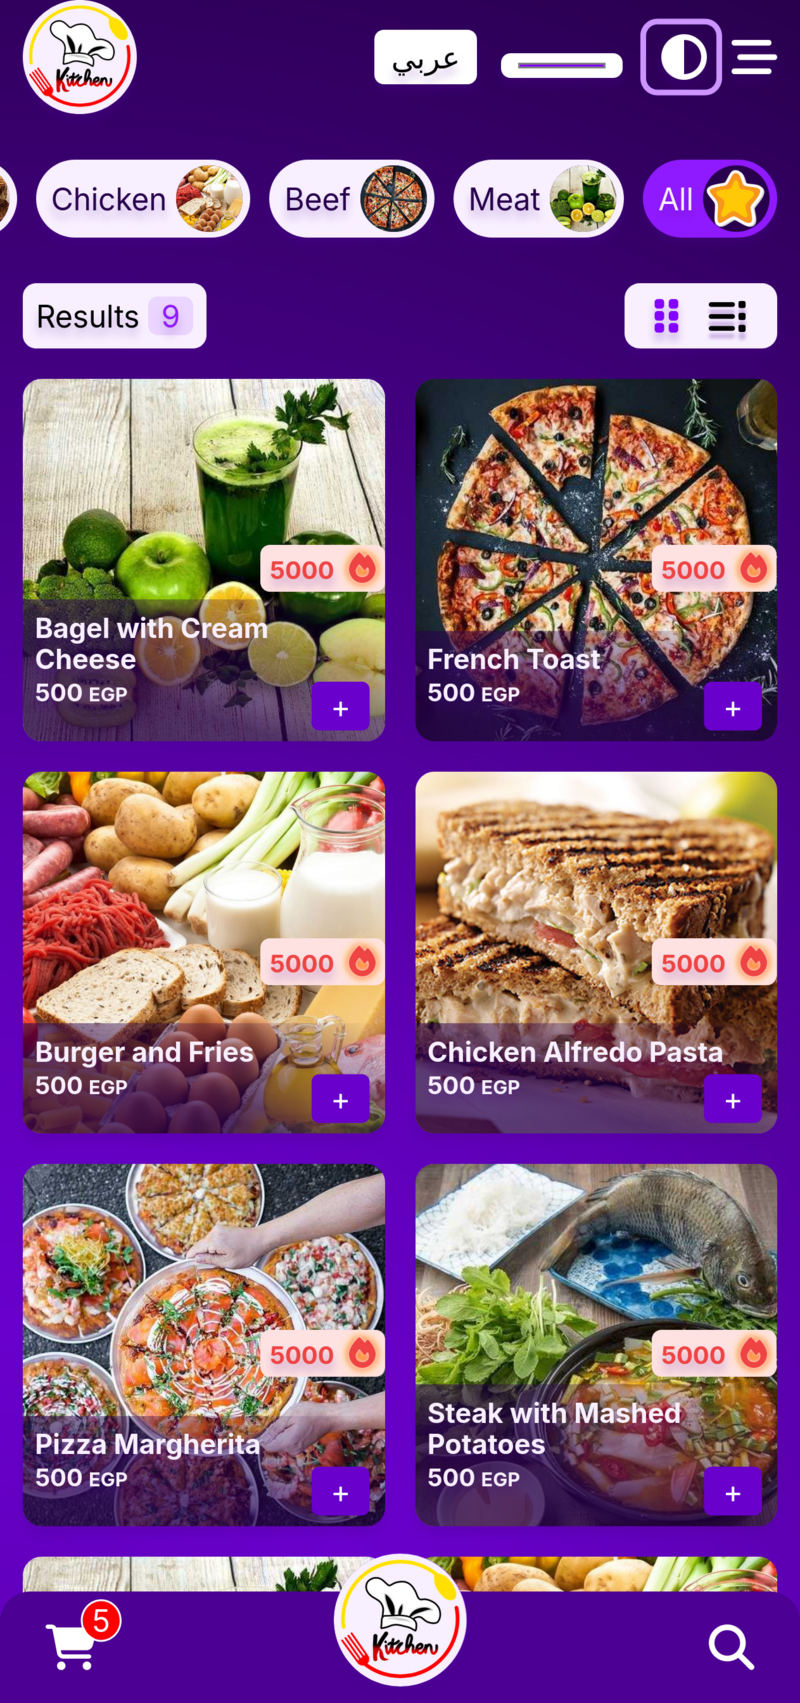 Kitchen
عربي
Chicken
Beef
Meat
All
Results 9
5000
Bagel with Cream
Cheese
500 EGP
+
5000
French Toast
500 EGP
+
5000
Burger and Fries
500 EGP
+
5000
Chicken Alfredo Pasta
500 EGP
+
5000
Pizza Margherita
500 EGP
+
5000
Steak with Mashed
Potatoes
500 EGP
+
5
Kitchen